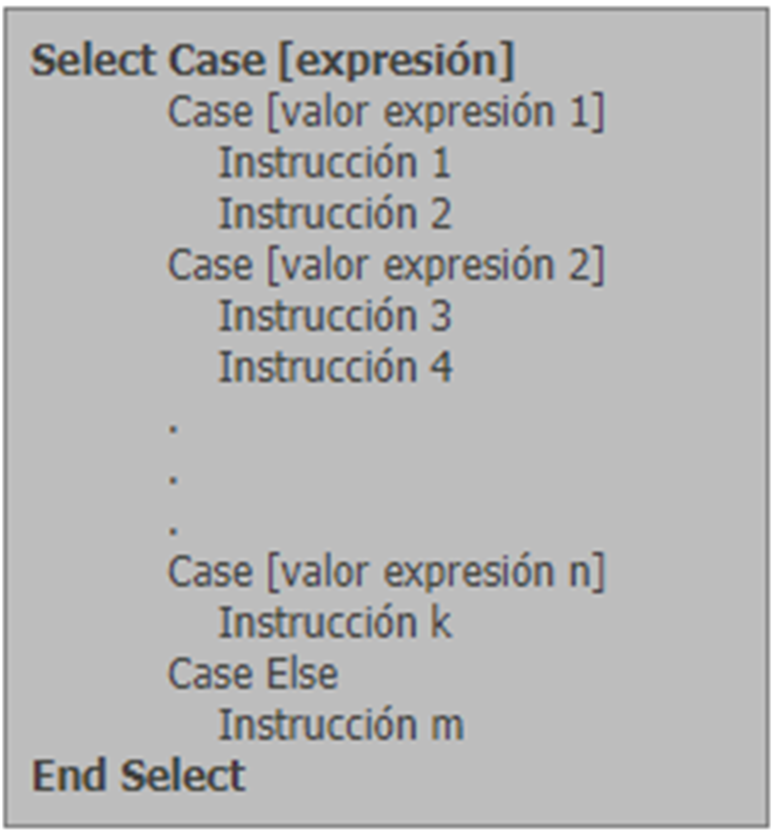 Select Case [expresión]
Case [valor expresión 1]
Instrucción 1
Instrucción 2
Case [valor expresión 2]
Instrucción 3
Instrucción 4
.
.
.
Case [valor expresión n]
Instrucción k
Case Else
Instrucción m
End Select